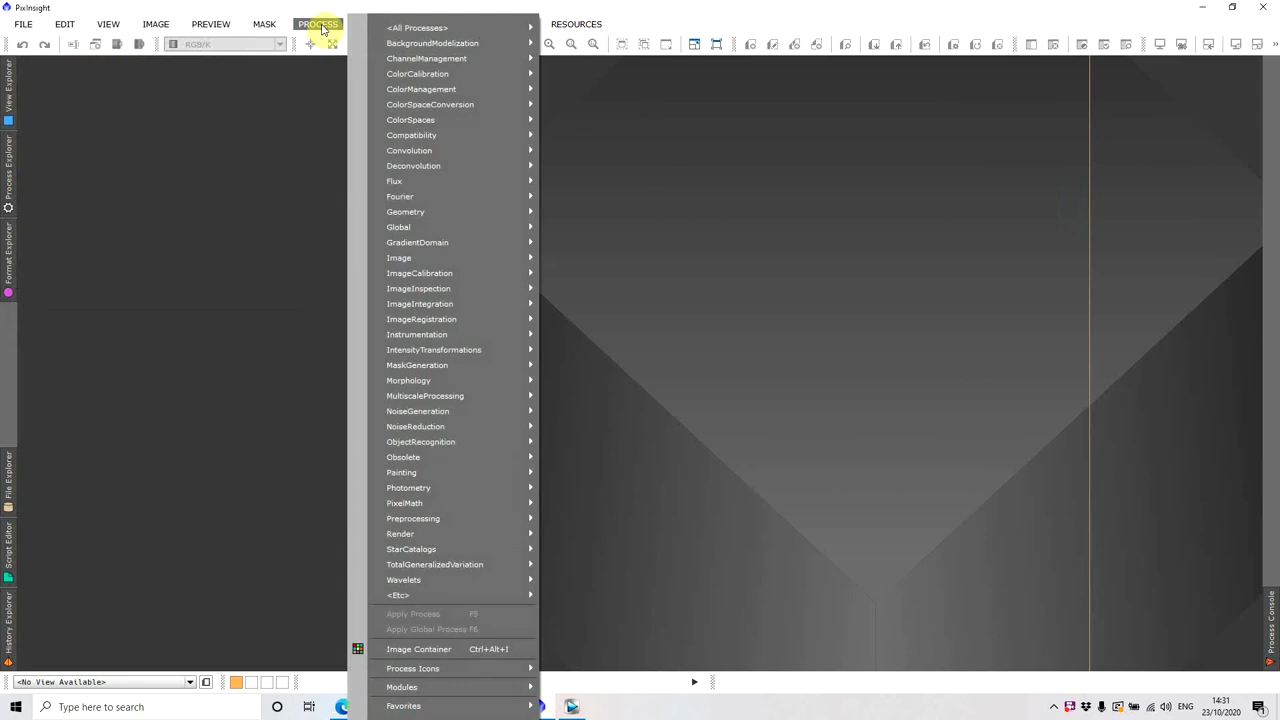 PixInsight
FILE EDIT VIEW IMAGE PREVIEW MASK PROCESS RESOURCES
RGB/K
View Explorer
Process Explorer
Format Explorer
File Explorer
Script Editor
History Explorer
<All Processes>
BackgroundModelization
ChannelManagement
ColorCalibration
ColorManagement
ColorSpaceConversion
ColorSpaces
Compatibility
Convolution
Deconvolution
Flux
Fourier
Geometry
Global
GradientDomain
Image
ImageCalibration
ImageInspection
ImageIntegration
ImageRegistration
Instrumentation
IntensityTransformations
MaskGeneration
Morphology
MultiscaleProcessing
NoiseGeneration
NoiseReduction
ObjectRecognition
Obsolete
Painting
Photometry
PixelMath
Preprocessing
Render
StarCatalogs
TotalGeneralizedVariation
Wavelets
<Etc>
Apply Process F5
Apply Global Process F6
Image Container Ctrl+Alt+I
Process Icons
Modules
Favorites
Process Console
<No View Available>
Type here to search
ENG
14:31
23/10/2020